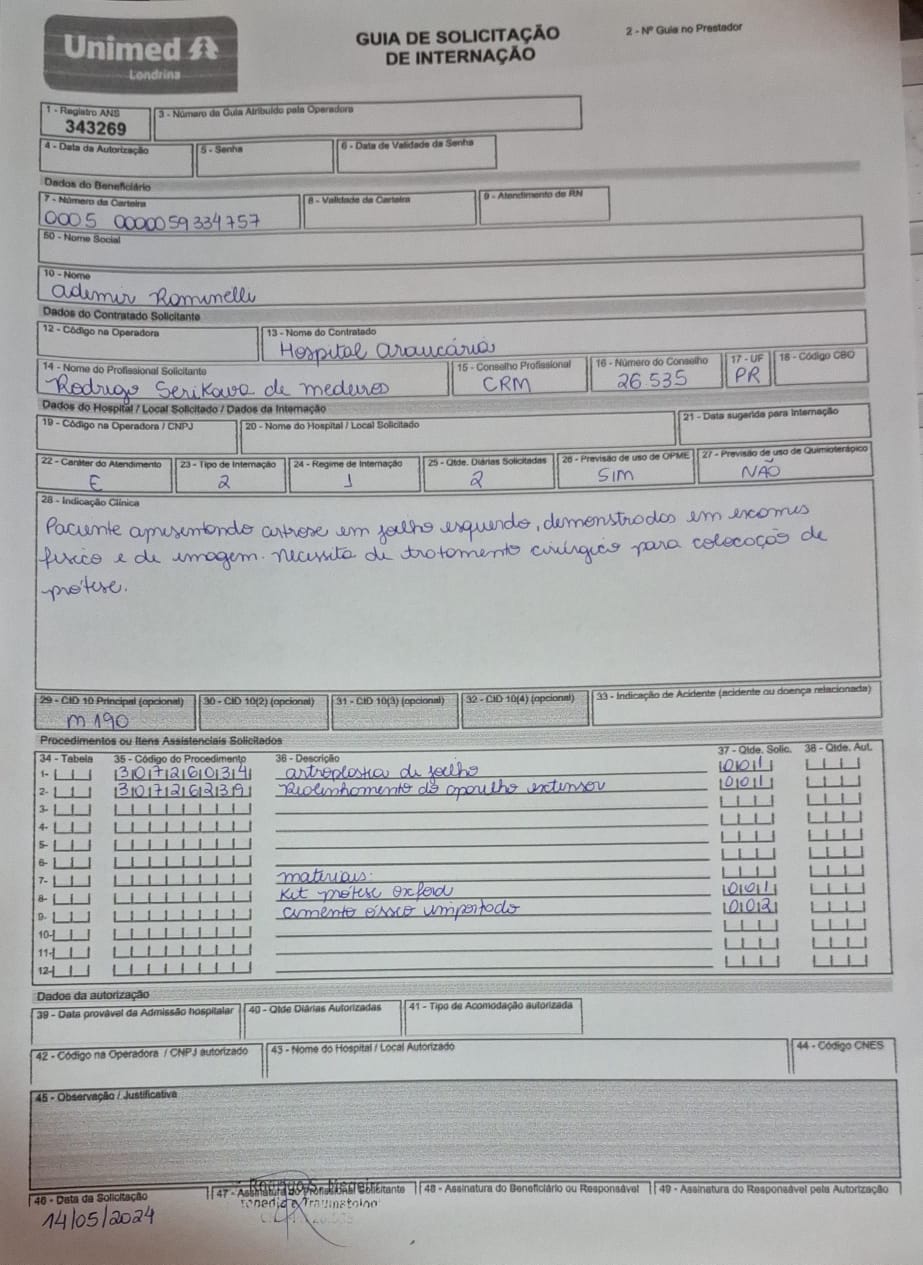 Unimed
Londrina
GUIA DE SOLICITAÇÃO
DE INTERNAÇÃO
2 - Nº Guia no Prestador
1 - Registro ANS
343269
3 - Número da Guia Atribuído pela Operadora
4 - Data da Autorização
5 - Senha
6 - Data de Validade da Senha
Dados do Beneficiário
7 - Número da Carteira
0005 0000059334757
8 - Validade da Carteira
9 - Atendimento de RN
50 - Nome Social
10 - Nome
Ademir Rominelli
Dados do Contratado Solicitante
12 - Código na Operadora
13 - Nome do Contratado
Hospital Araucária
14 - Nome do Profissional Solicitante
Rodrigo Serikawa de medeiros
15 - Conselho Profissional
CRM
16 - Número do Conselho
26.535
17 - UF
PR
18 - Código CBO
Dados do Hospital / Local Solicitado / Dados da Internação
19 - Código na Operadora / CNPJ
20 - Nome do Hospital / Local Solicitado
21 - Data sugerida para Internação
22 - Caráter do Atendimento
E
23 - Tipo de Internação
2
24 - Regime de Internação
1
25 - Qtde. Diárias Solicitadas
2
26 - Previsão de uso de OPME
SIM
27 - Previsão de uso de Quimioterápico
NÃO
28 - Indicação Clínica
Paciente apresentando artrose em joelho esquerdo, demonstrados em exames
físico e de imagem. necessita de tratamento cirúrgico para colocação de
prótese.
29 - CID 10 Principal (opcional)
M190
30 - CID 10(2) (opcional)
31 - CID 10(3) (opcional)
32 - CID 10(4) (opcional)
33 - Indicação de Acidente (acidente ou doença relacionada)
Procedimentos ou Itens Assistenciais Solicitados
34 - Tabela 35 - Código do Procedimento 36 - Descrição 37 - Qtde. Solic. 38 - Qtde. Aut.
1- 30726034 artroplastia de joelho 001
2- 30726239 Realinhamento do aparelho extensor 001
3-
4-
5-
6-
7- materiais:
8- Kit prótese oxford 001
9- cimento ósseo importado 002
10-
11-
12-
Dados da autorização
39 - Data provável da Admissão hospitalar
40 - Qtde Diárias Autorizadas
41 - Tipo de Acomodação autorizada
42 - Código na Operadora / CNPJ autorizado
43 - Nome do Hospital / Local Autorizado
44 - Código CNES
45 - Observação / Justificativa
46 - Data da Solicitação
14/05/2024
47 - Assinatura do Profissional Solicitante
48 - Assinatura do Beneficiário ou Responsável
49 - Assinatura do Responsável pela Autorização